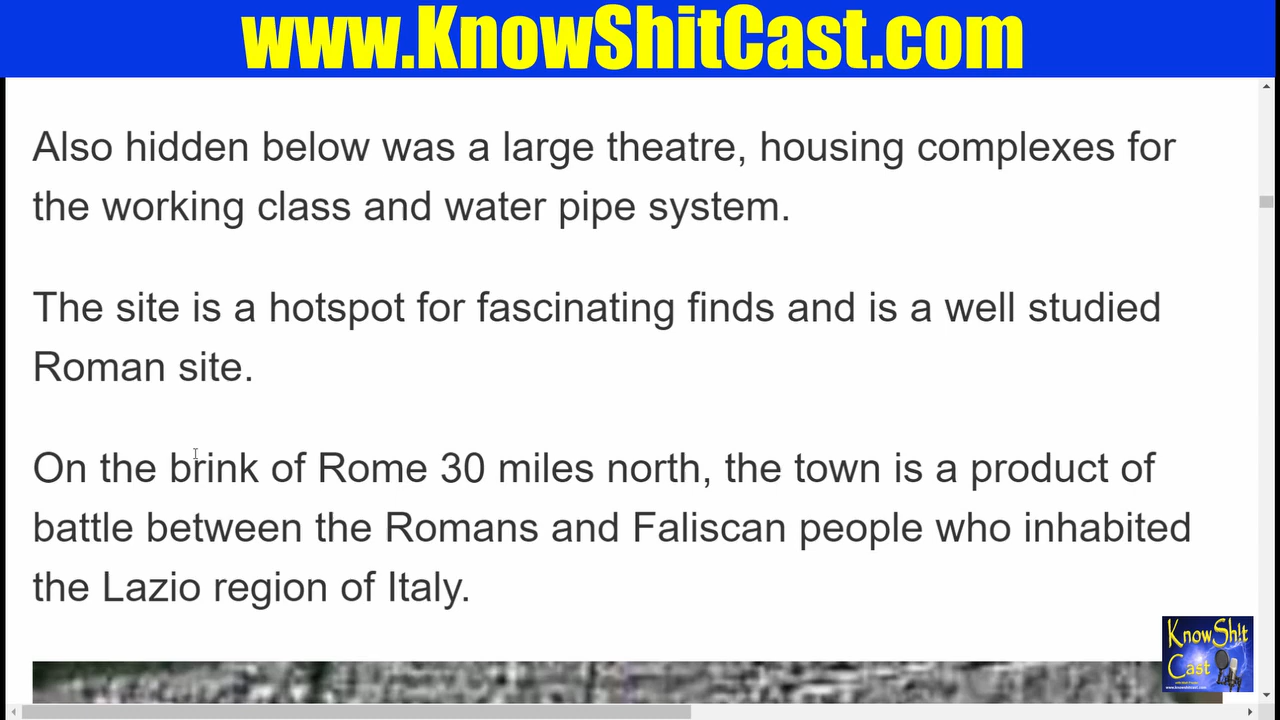 www.KnowShitCast.com
Also hidden below was a large theatre, housing complexes for
the working class and water pipe system.
The site is a hotspot for fascinating finds and is a well studied
Roman site.
On the brink of Rome 30 miles north, the town is a product of
battle between the Romans and Faliscan people who inhabited
the Lazio region of Italy.
KnowSh!t
Cast
www.knowshitcast.com